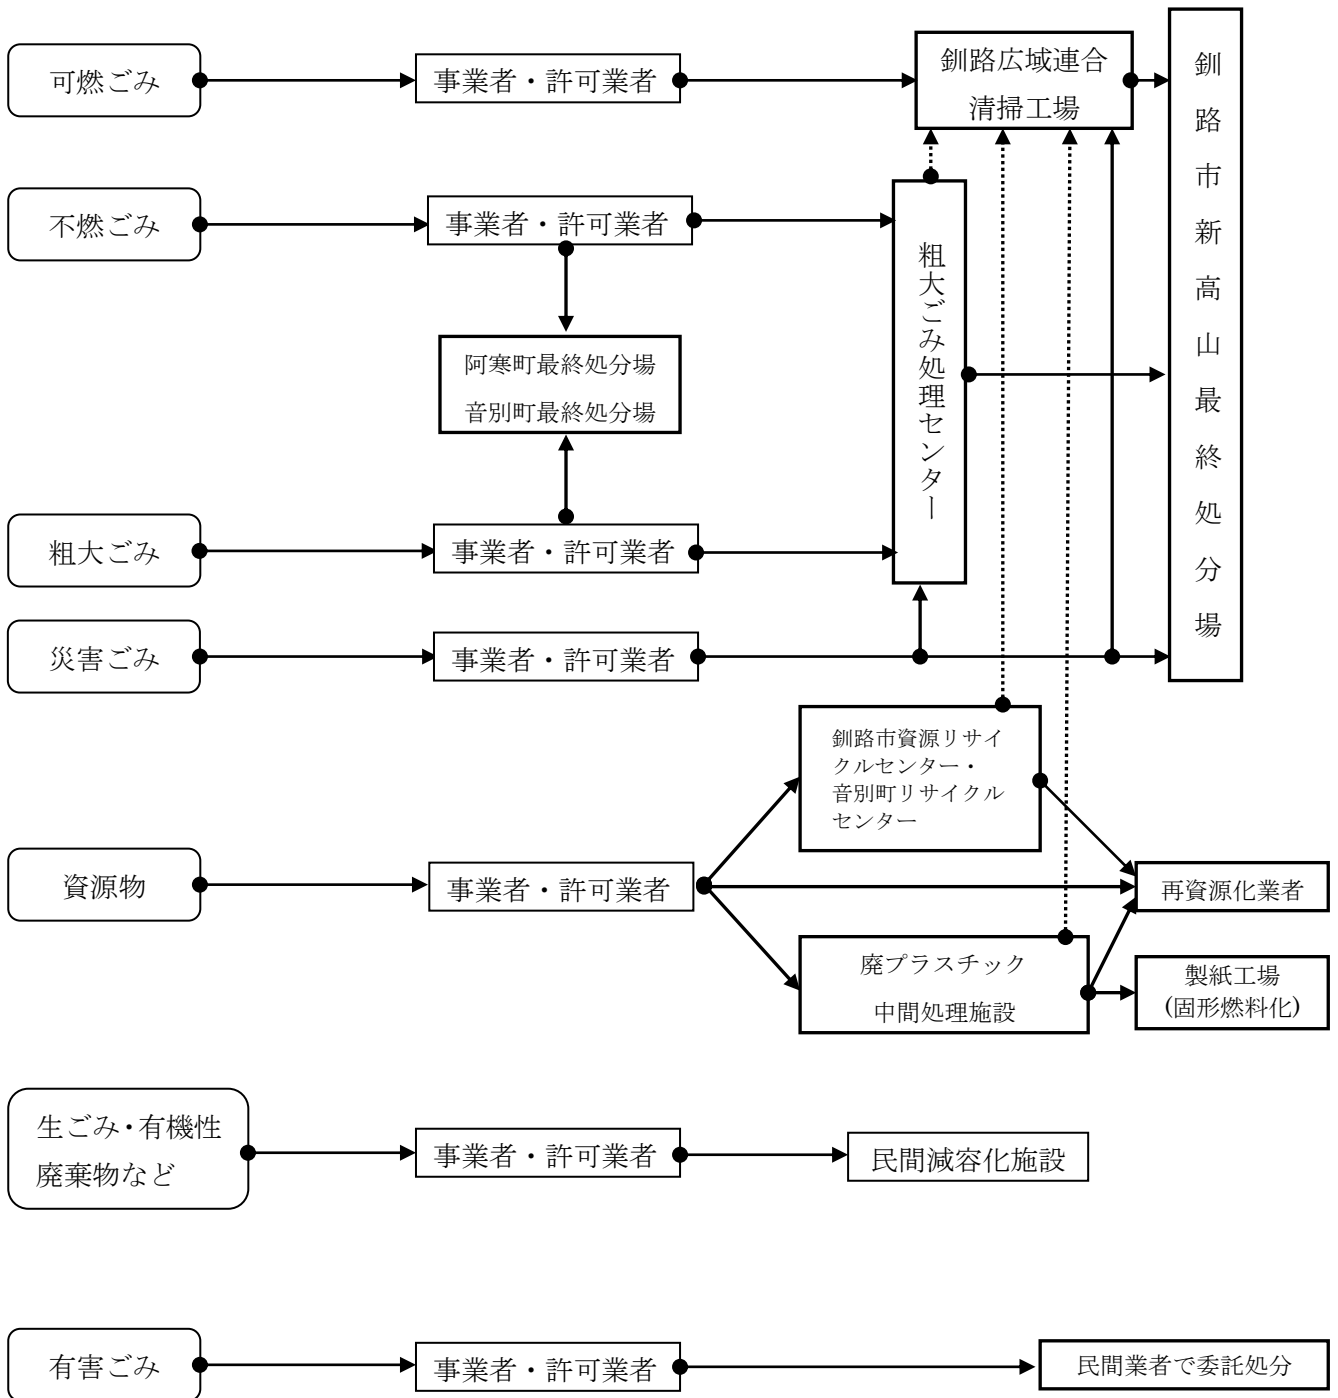 可燃ごみ
事業者・許可業者
釧路広域連合
清掃工場
釧路市新高山最終処分場
不燃ごみ
事業者・許可業者
粗大ごみ処理センター
阿寒町最終処分場
音別町最終処分場
粗大ごみ
事業者・許可業者
災害ごみ
事業者・許可業者
釧路市資源リサイ
クルセンター・
音別町リサイクル
センター
資源物
事業者・許可業者
再資源化業者
廃プラスチック
中間処理施設
製紙工場
(固形燃料化)
生ごみ・有機性
廃棄物など
事業者・許可業者
民間減容化施設
有害ごみ
事業者・許可業者
民間業者で委託処分